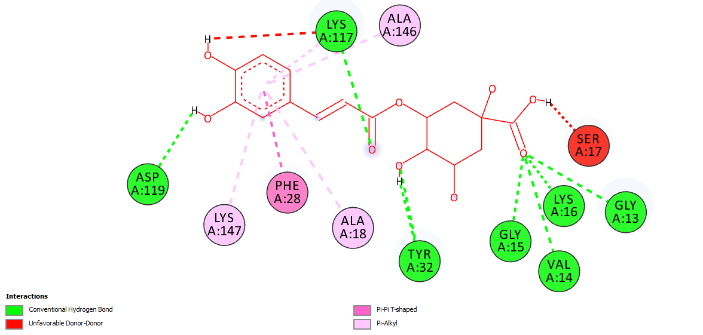 LYS
A:117
ALA
A:146
H
O
H
O
O
O
O
O
H
O
H
O
O
SER
A:17
ASP
A:119
PHE
A:28
LYS
A:147
ALA
A:18
TYR
A:32
GLY
A:15
VAL
A:14
LYS
A:16
GLY
A:13
Interactions
Conventional Hydrogen Bond
Unfavorable Donor-Donor
Pi-Pi T-shaped
Pi-Alkyl